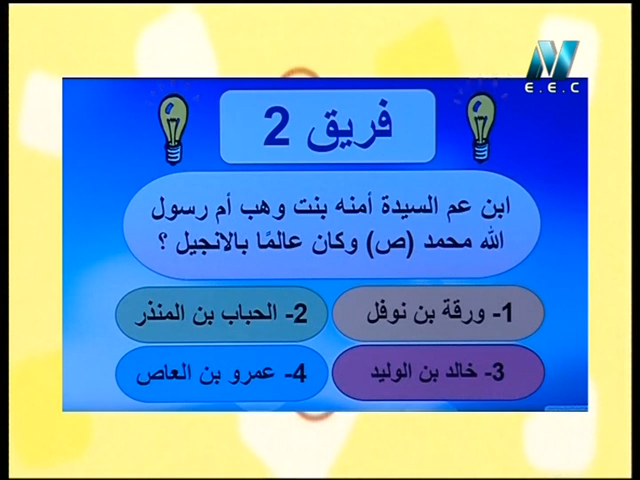 M
E.E.C
فريق 2
ابن عم السيدة أمنه بنت وهب أم رسول
الله محمد (ص) وكان عالمًا بالانجيل ؟
1- ورقة بن نوفل
2- الحباب بن المنذر
3- خالد بن الوليد
4- عمرو بن العاص